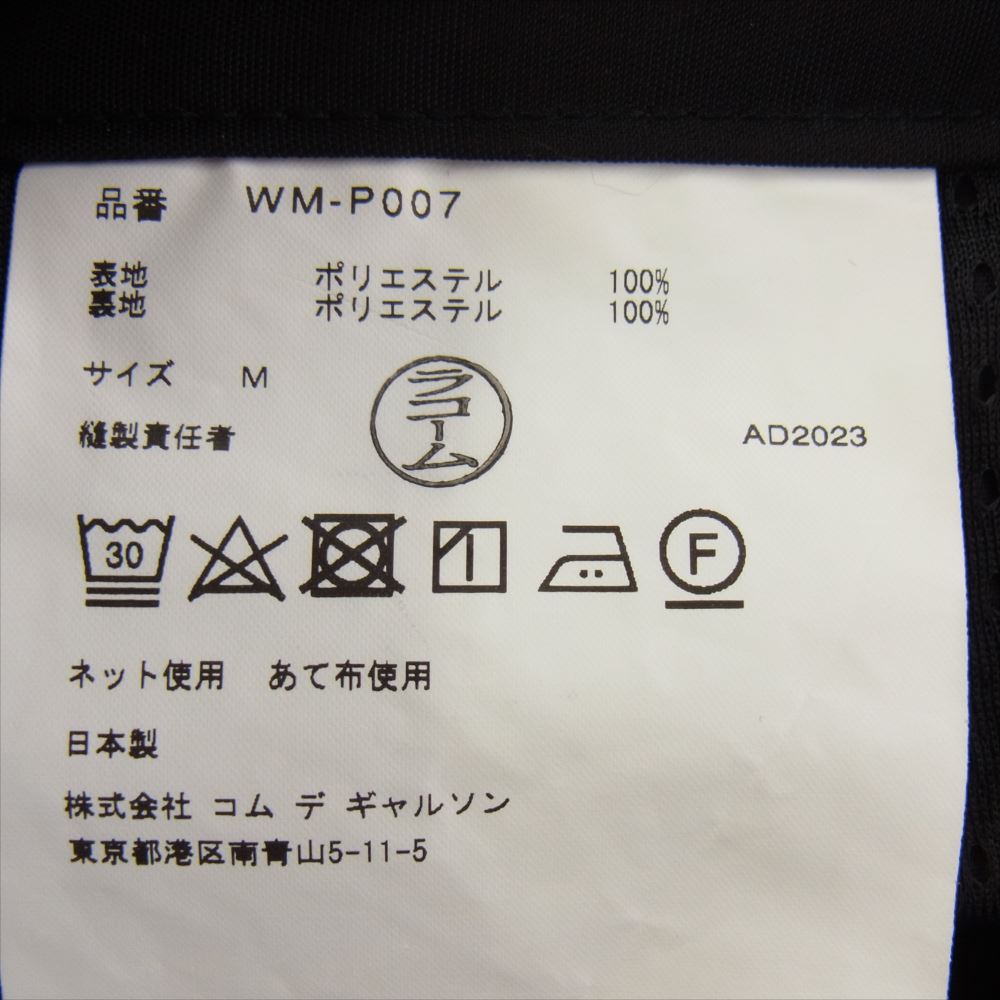 品番 WM-P007
表地 ポリエステル 100%
裏地 ポリエステル 100%
サイズ M
ラコーム
縫製責任者 AD2023
30 F
ネット使用 あて布使用
日本製
株式会社 コム デ ギャルソン
東京都港区南青山5-11-5